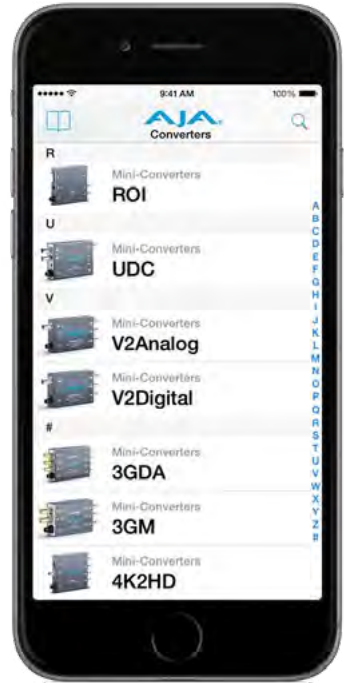 9:41 AM
100%
AJA
Converters
R
Mini-Converters
ROI
U
Mini-Converters
UDC
V
Mini-Converters
V2Analog
Mini-Converters
V2Digital
#
Mini-Converters
3GDA
Mini-Converters
3GM
Mini-Converters
4K2HD
A
B
C
D
E
F
G
H
I
J
K
L
M
N
O
P
Q
R
S
T
U
V
W
X
Y
Z
#